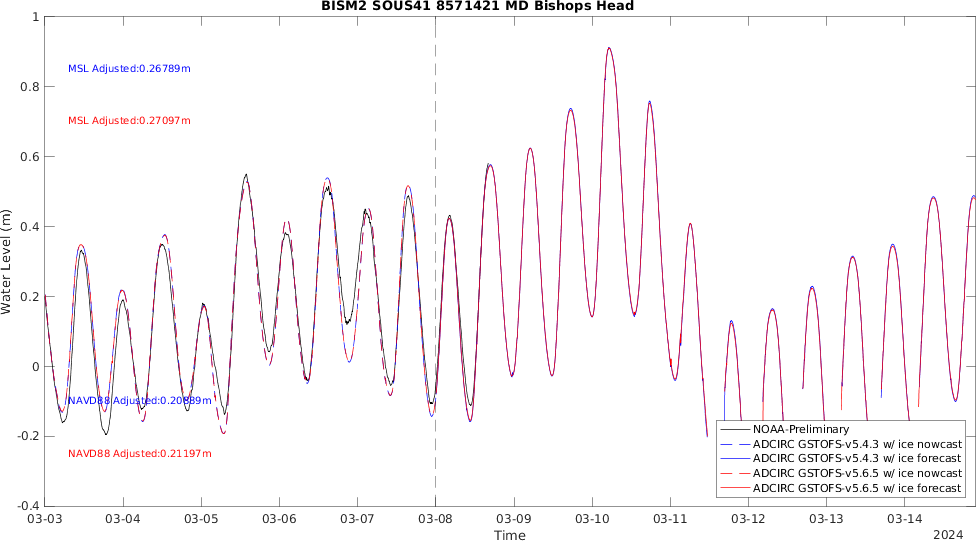 BISM2 SOUS41 8571421 MD Bishops Head
1
0.8
0.6
0.4
0.2
0
-0.2
-0.4
Water Level (m)
MSL Adjusted:0.26789m
MSL Adjusted:0.27097m
NAVD88 Adjusted:0.20889m
NAVD88 Adjusted:0.21197m
NOAA-Preliminary
ADCIRC GSTOFS-v5.4.3 w/ ice nowcast
ADCIRC GSTOFS-v5.4.3 w/ ice forecast
ADCIRC GSTOFS-v5.6.5 w/ ice nowcast
ADCIRC GSTOFS-v5.6.5 w/ ice forecast
03-03 03-04 03-05 03-06 03-07 03-08 03-09 03-10 03-11 03-12 03-13 03-14
Time
2024